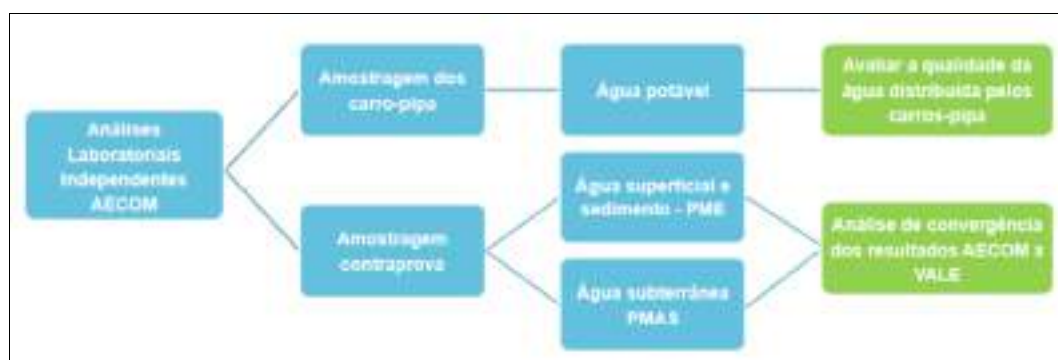 Análises
Laboratoriais
Independentes
AECOM
Amostragem dos
carro-pipa
Água potável
Avaliar a qualidade da
água distribuída pelos
carros-pipa
Amostragem
contraprova
Água superficial e
sedimento - PME
Água subterrânea
PMAS
Análise de convergência
dos resultados AECOM x
VALE